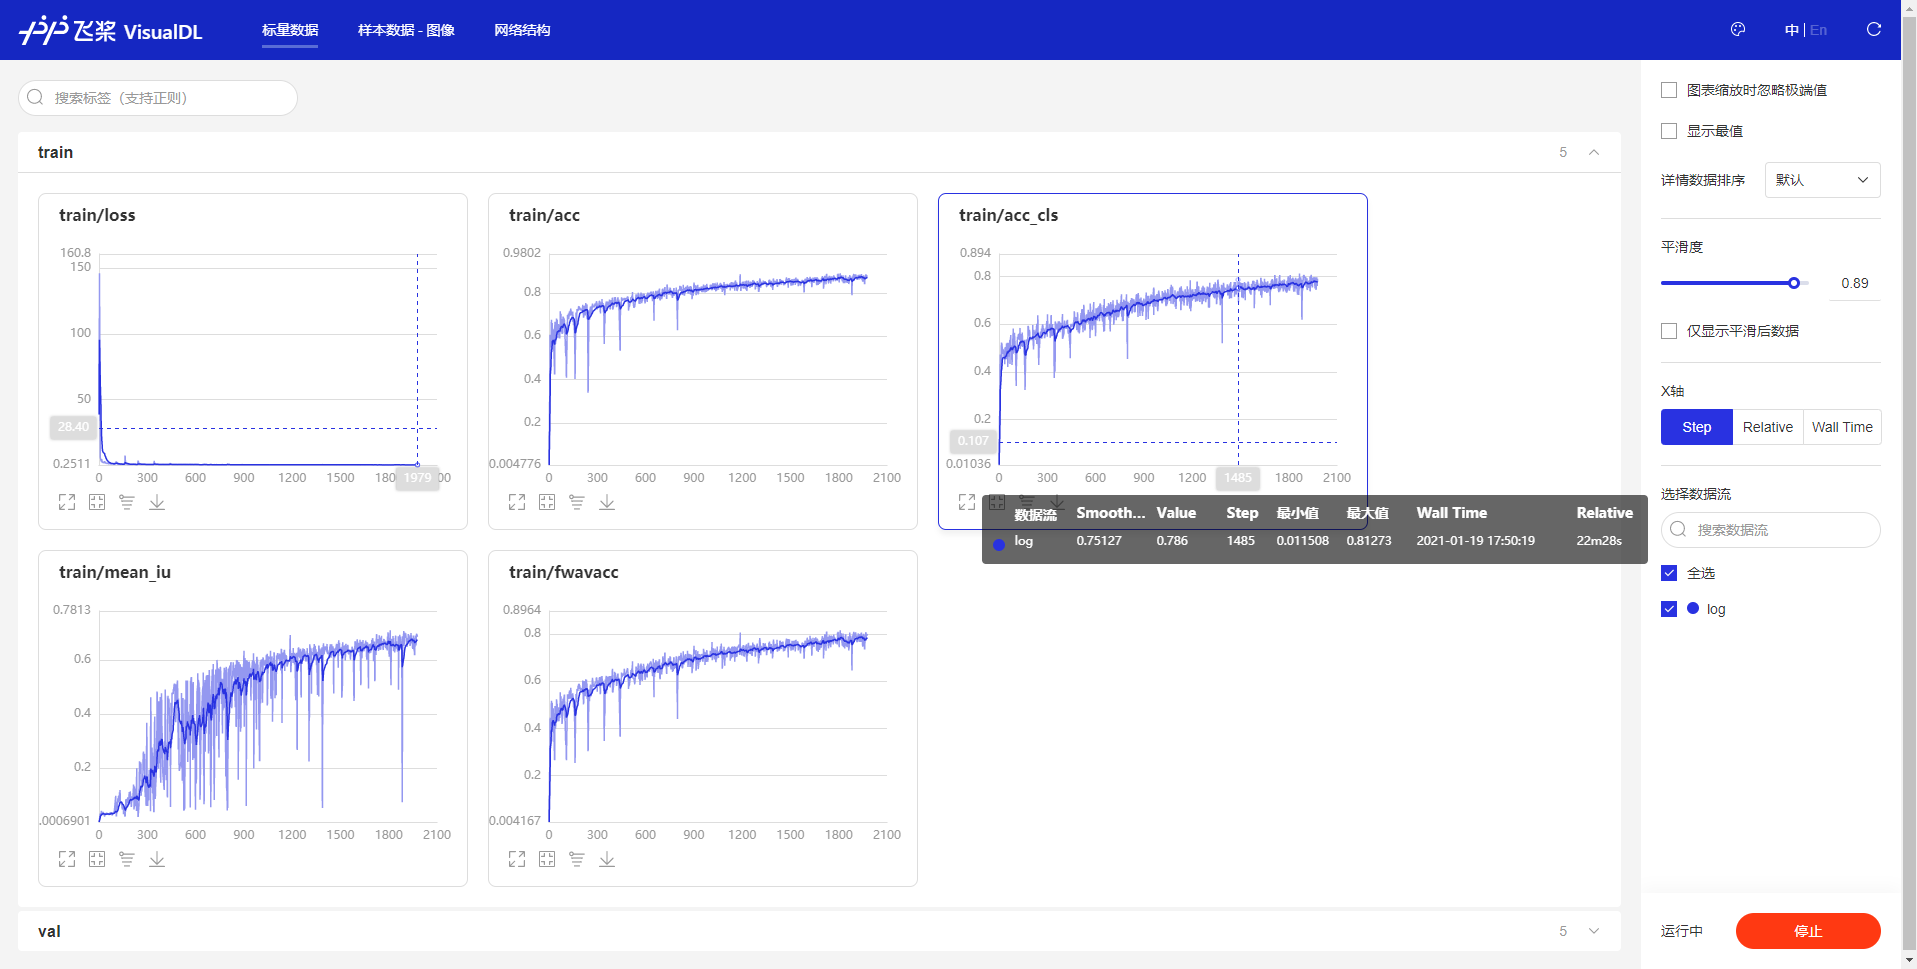 飞桨 VisualDL 标量数据 样本数据 - 图像 网络结构 中 | En
搜索标签（支持正则）
train 5
train/loss
160.8
150
100
50
28.40
0.2511
0 300 600 900 1200 1500 180 1979 00
train/acc
0.9802
0.8
0.6
0.4
0.2
0.004776
0 300 600 900 1200 1500 1800 2100
train/acc_cls
0.894
0.8
0.6
0.4
0.2
0.107
0.01036
0 300 600 900 1200 1485 1800 2100
数据流 Smooth... Value Step 最小值 最大值 Wall Time Relative
log 0.75127 0.786 1485 0.011508 0.81273 2021-01-19 17:50:19 22m28s
train/mean_iu
0.7813
0.6
0.4
0.2
.0006901
0 300 600 900 1200 1500 1800 2100
train/fwavacc
0.8964
0.8
0.6
0.4
0.2
0.004167
0 300 600 900 1200 1500 1800 2100
val 5
图表缩放时忽略极端值
显示最值
详情数据排序 默认
平滑度
0.89
仅显示平滑后数据
X轴
Step Relative Wall Time
选择数据流
搜索数据流
全选
log
运行中 停止